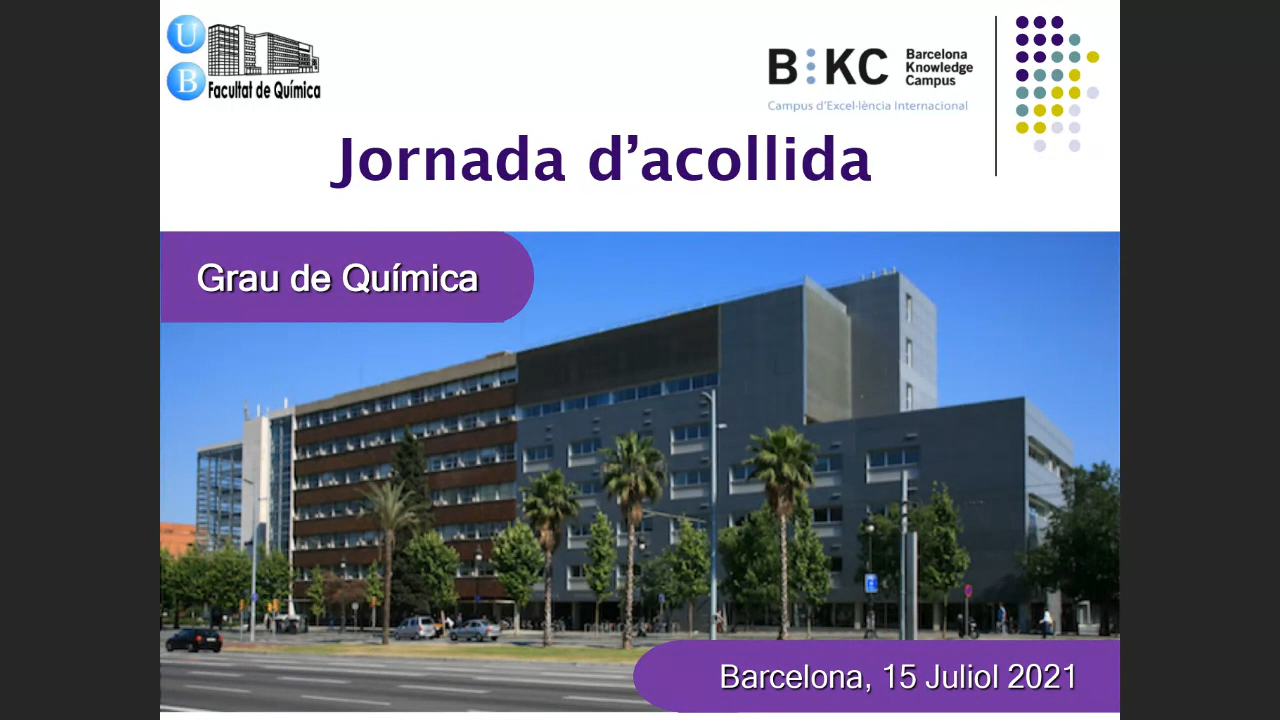 U
B
Facultat de Química
B KC
Barcelona
Knowledge
Campus
Campus d'Excel·lència Internacional
Jornada d’acollida
Grau de Química
Barcelona, 15 Juliol 2021